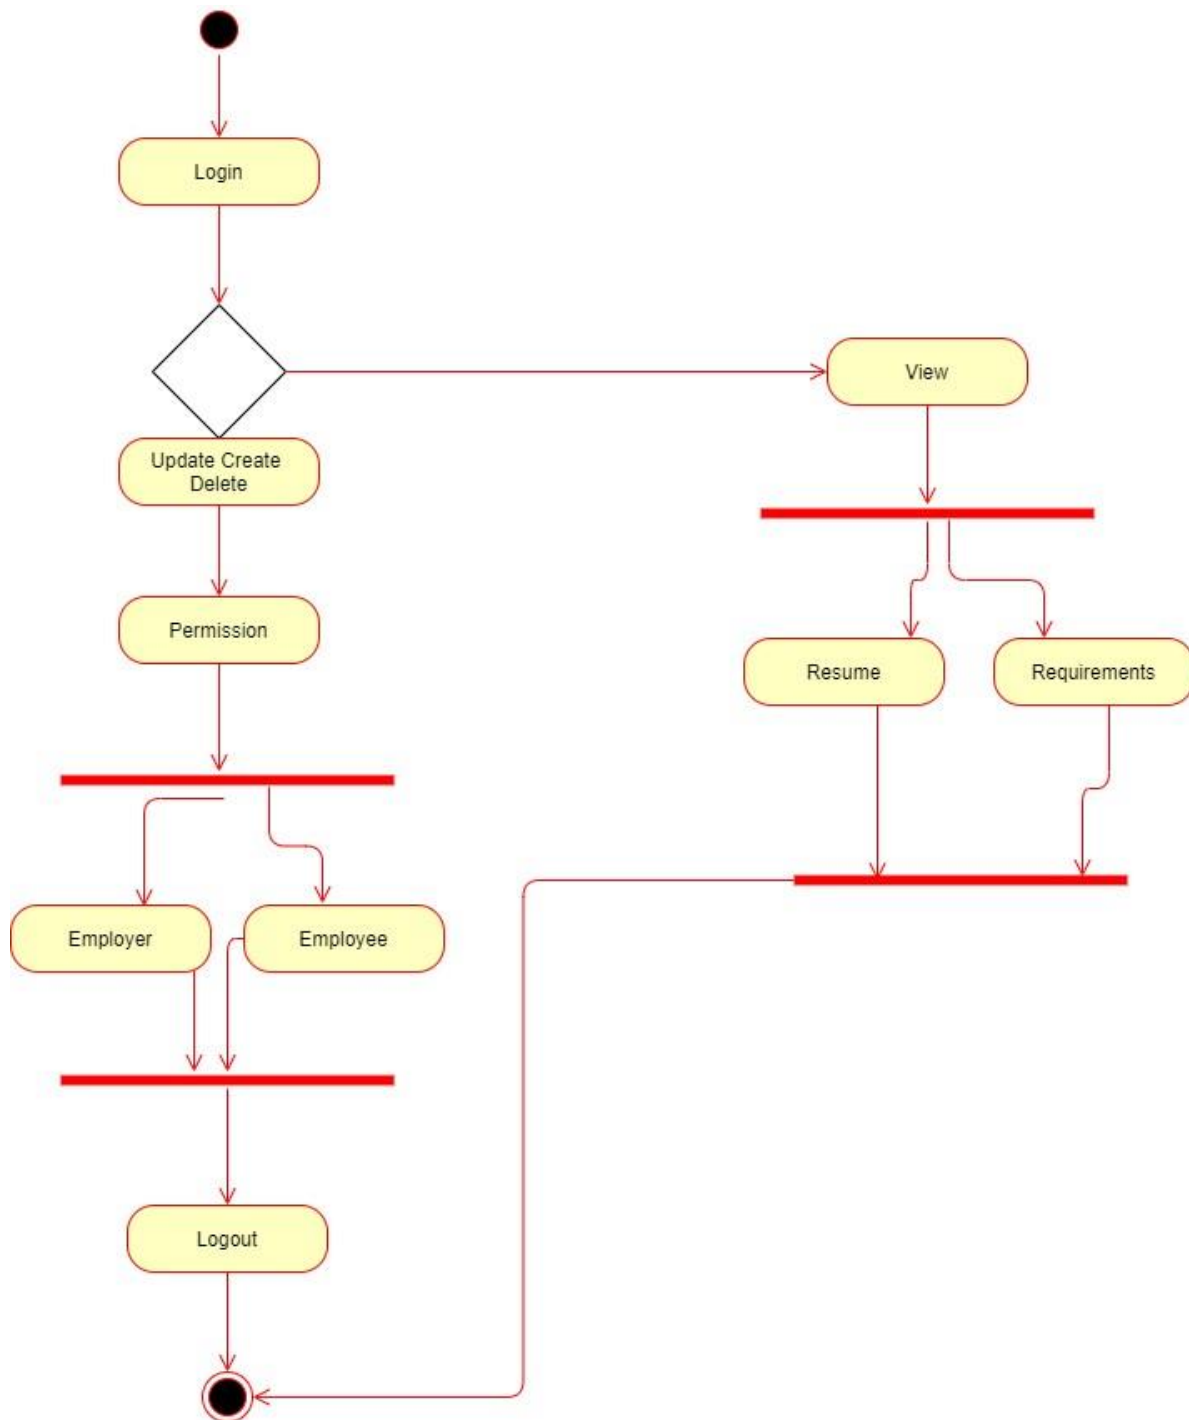 Login
View
Update Create
Delete
Permission
Resume
Requirements
Employer
Employee
Logout